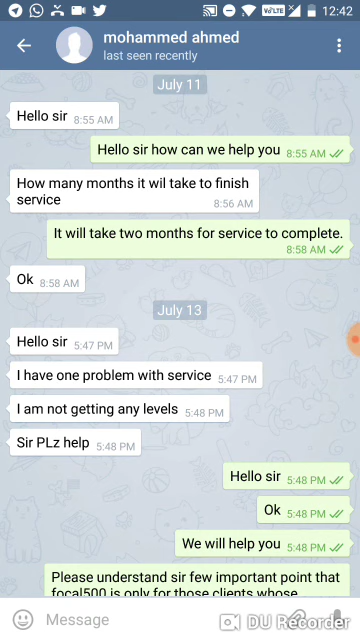 VoLTE 12:42
mohammed ahmed
last seen recently
July 11
Hello sir 8:55 AM
Hello sir how can we help you 8:55 AM
How many months it wil take to finish
service 8:56 AM
It will take two months for service to complete.
8:58 AM
Ok 8:58 AM
July 13
Hello sir 5:47 PM
I have one problem with service 5:47 PM
I am not getting any levels 5:48 PM
Sir PLz help 5:48 PM
Hello sir 5:48 PM
Ok 5:48 PM
We will help you 5:48 PM
Please understand sir few important point that
focal500 is only for those clients whose
Message
DU Recorder